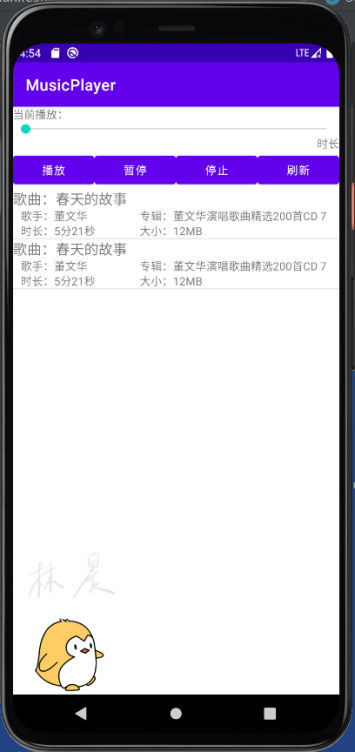 4:54 LTE
MusicPlayer
当前播放：
时长
播放 暂停 停止 刷新
歌曲：春天的故事
歌手：董文华 专辑：董文华演唱歌曲精选200首CD 7
时长：5分21秒 大小：12MB
歌曲：春天的故事
歌手：董文华 专辑：董文华演唱歌曲精选200首CD 7
时长：5分21秒 大小：12MB
林晨